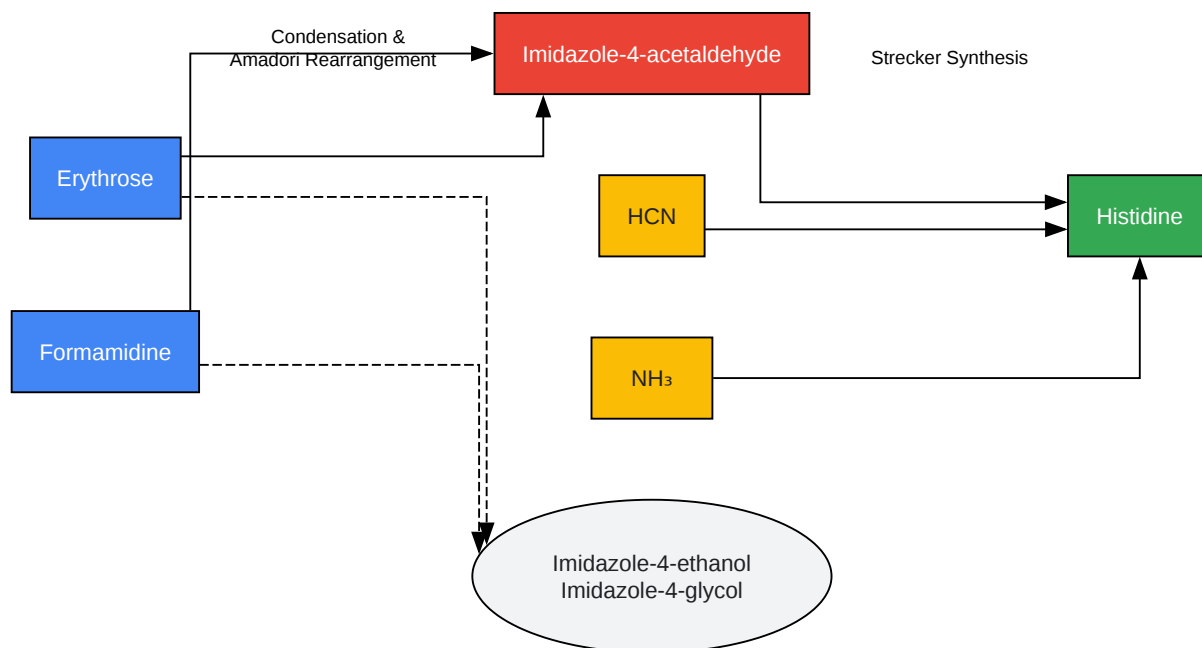 Condensation &
Amadori Rearrangement
Imidazole-4-acetaldehyde
Strecker Synthesis
Erythrose
HCN
Histidine
Formamidine
NH₃
Imidazole-4-ethanol
Imidazole-4-glycol